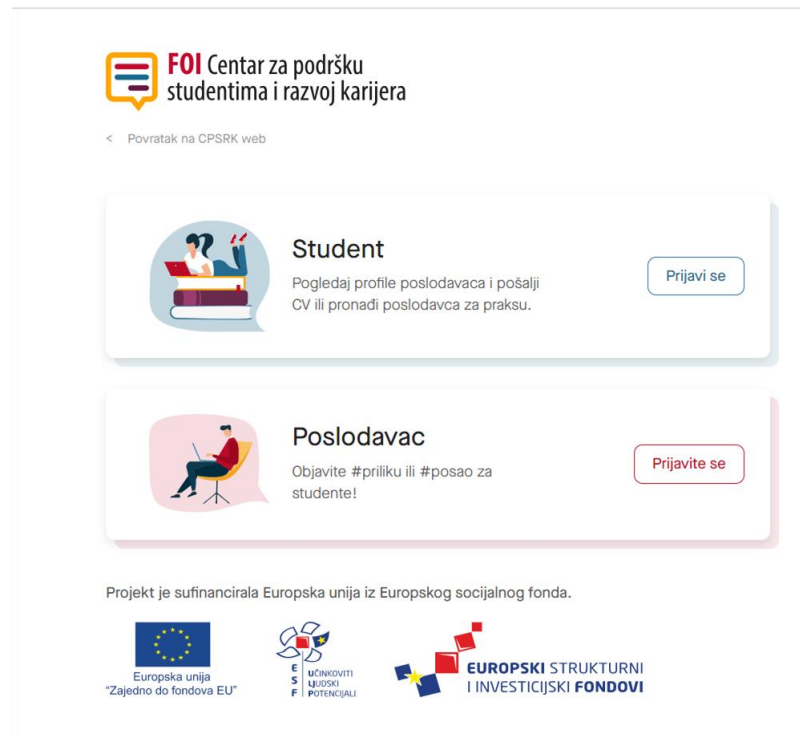 FOI Centar za podršku
studentima i razvoj karijera
< Povratak na CPSRK web
Student
Pogledaj profile poslodavaca i pošalji
CV ili pronađi poslodavca za praksu.
Prijavi se
Poslodavac
Objavite #priliku ili #posao za
studente!
Prijavite se
Projekt je sufinancirala Europska unija iz Europskog socijalnog fonda.
Europska unija
"Zajedno do fondova EU"
E UČINKOVITI
S LJUDSKI
F POTENCIJALI
EUROPSKI STRUKTURNI
I INVESTICIJSKI FONDOVI